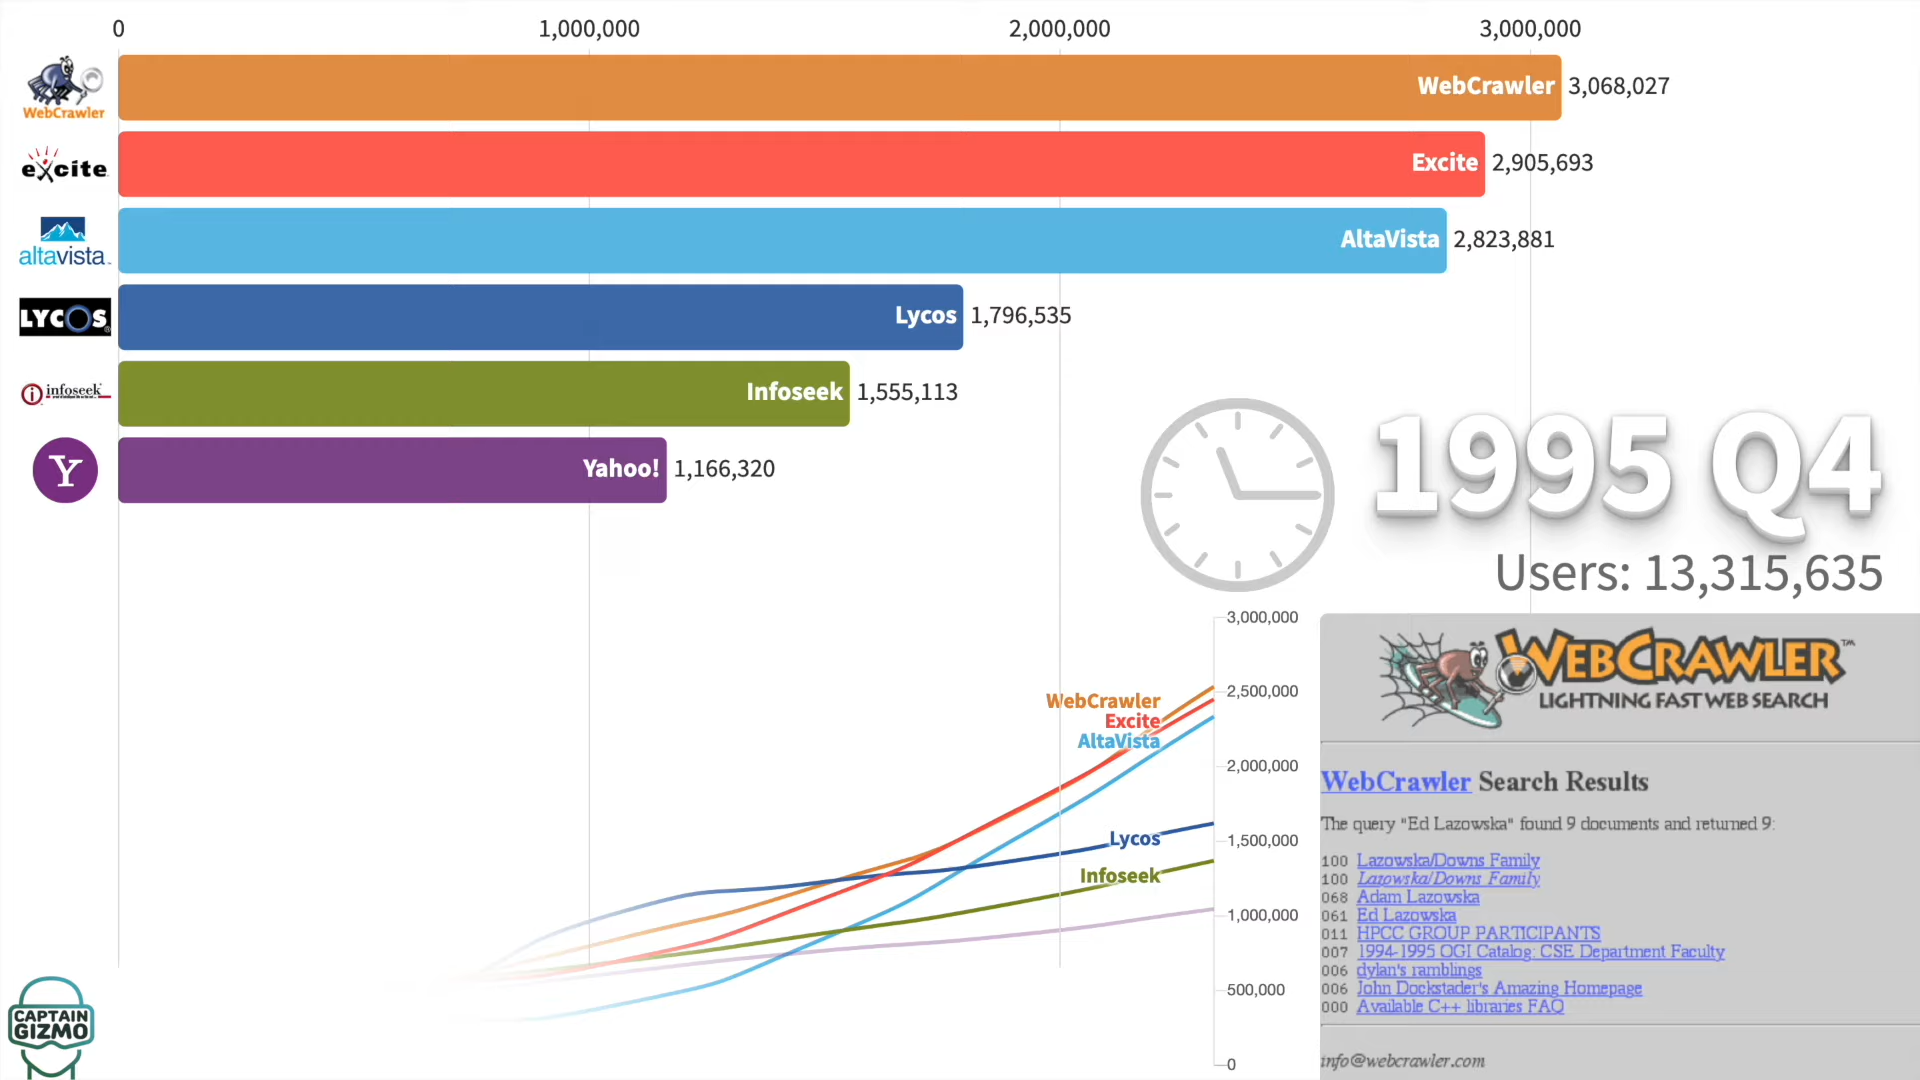 0
1,000,000
2,000,000
3,000,000
WebCrawler
WebCrawler 3,068,027
excite
Excite 2,905,693
altavista
AltaVista 2,823,881
LYCOS
Lycos 1,796,535
infoseek
Infoseek 1,555,113
Y
Yahoo! 1,166,320
1995 Q4
Users: 13,315,635
3,000,000
2,500,000
2,000,000
1,500,000
1,000,000
500,000
0
WebCrawler
Excite
AltaVista
Lycos
Infoseek
WEBCRAWLER™
LIGHTNING FAST WEB SEARCH
WebCrawler Search Results
The query "Ed Lazowska" found 9 documents and returned 9:
100 Lazowska/Downs Family
100 Lazowska/Downs Family
068 Adam Lazowska
061 Ed Lazowska
011 HPCC GROUP PARTICIPANTS
007 1994-1995 OGI Catalog: CSE Department Faculty
006 dylan's ramblings
006 John Dockstader's Amazing Homepage
000 Available C++ libraries FAQ
info@webcrawler.com
CAPTAIN
GIZMO